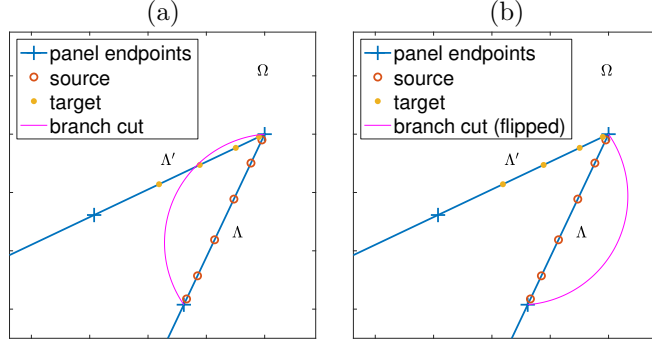 (a)
panel endpoints
source
target
branch cut
Ω
Λ′
Λ
(b)
panel endpoints
source
target
branch cut (flipped)
Ω
Λ′
Λ